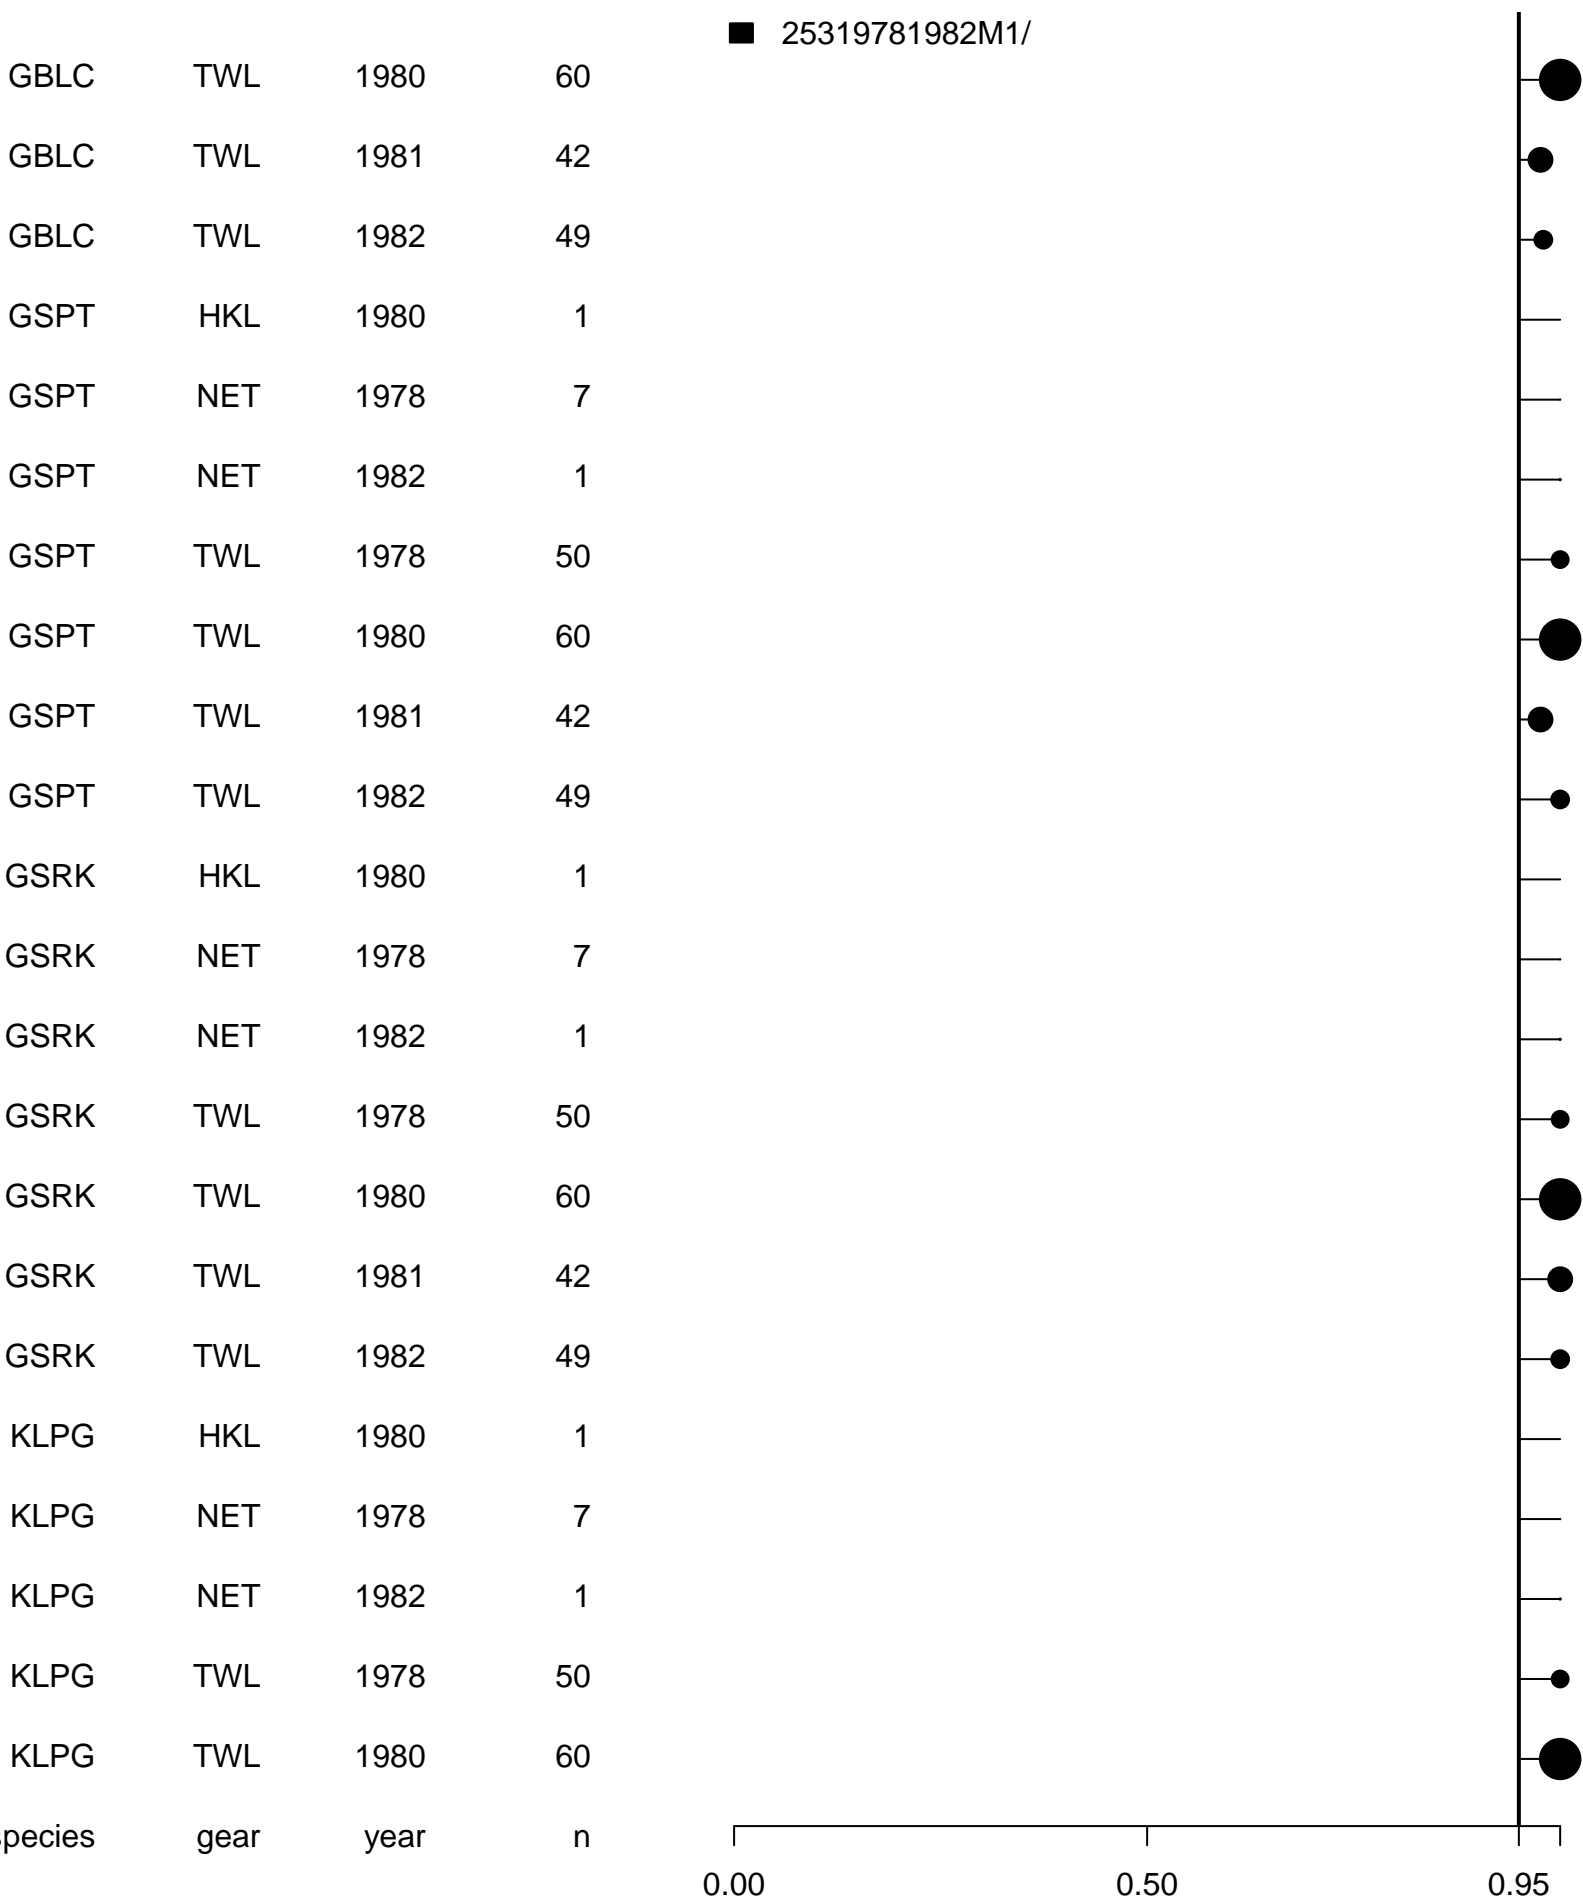 25319781982M1/
GBLC TWL 1980 60
GBLC TWL 1981 42
GBLC TWL 1982 49
GSPT HKL 1980 1
GSPT NET 1978 7
GSPT NET 1982 1
GSPT TWL 1978 50
GSPT TWL 1980 60
GSPT TWL 1981 42
GSPT TWL 1982 49
GSRK HKL 1980 1
GSRK NET 1978 7
GSRK NET 1982 1
GSRK TWL 1978 50
GSRK TWL 1980 60
GSRK TWL 1981 42
GSRK TWL 1982 49
KLPG HKL 1980 1
KLPG NET 1978 7
KLPG NET 1982 1
KLPG TWL 1978 50
KLPG TWL 1980 60
pecies gear year n
0.00 0.50 0.95